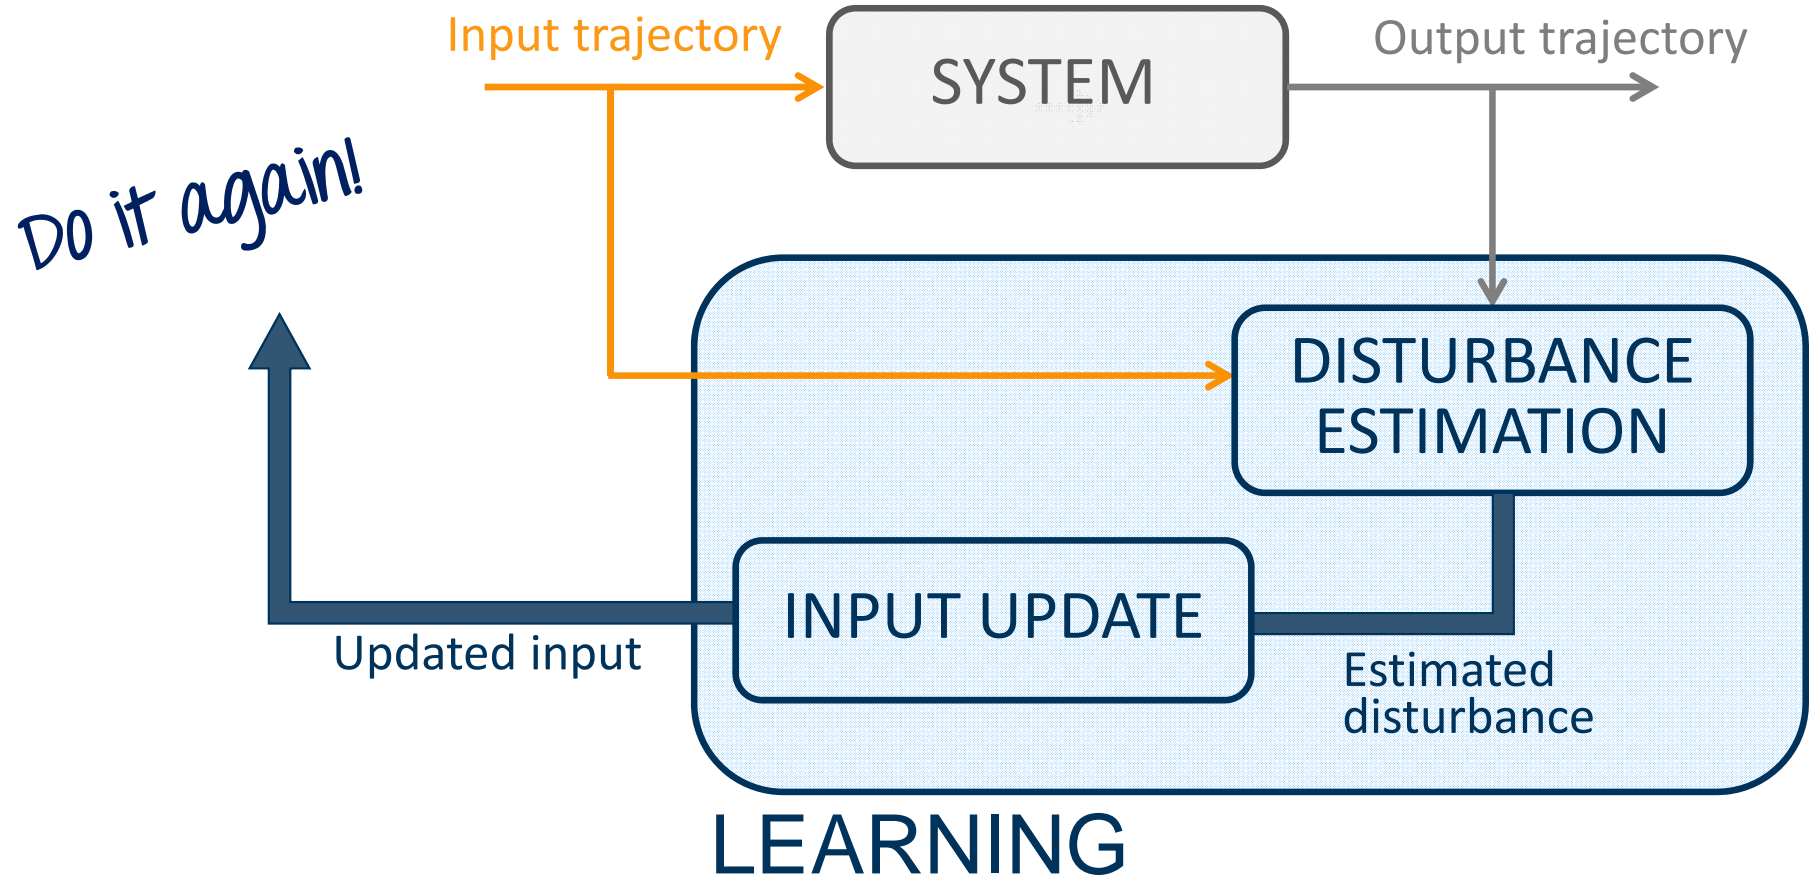 Input trajectory
SYSTEM
Output trajectory
Do it again!
DISTURBANCE
ESTIMATION
INPUT UPDATE
Updated input
Estimated
disturbance
LEARNING